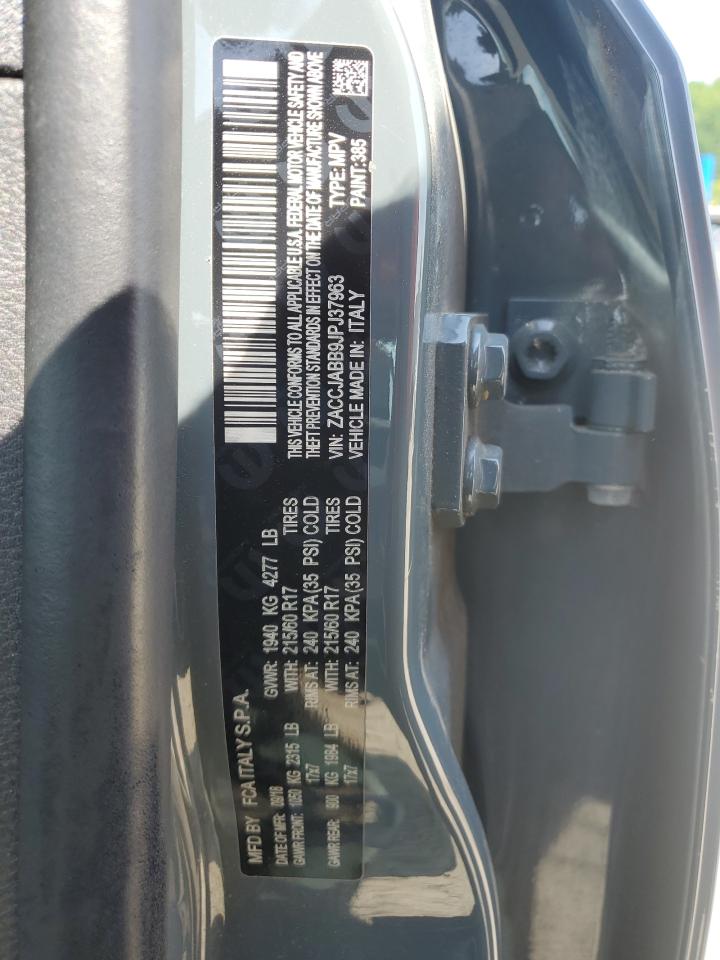 MFD BY FCA ITALY S.P.A.
DATE OF MFR: 09/18 GVWR: 1940 KG 4277 LB
GAWR FRONT: 1050 KG 2315 LB WITH: 215/60 R17 TIRES
17x7 RIMS AT: 240 KPA (35 PSI) COLD
GAWR REAR: 900 KG 1984 LB WITH: 215/60 R17 TIRES
17x7 RIMS AT: 240 KPA (35 PSI) COLD
THIS VEHICLE CONFORMS TO ALL APPLICABLE U.S.A. FEDERAL MOTOR VEHICLE SAFETY AND
THEFT PREVENTION STANDARDS IN EFFECT ON THE DATE OF MANUFACTURE SHOWN ABOVE
VIN: ZACCJABB9JPJ37963 TYPE: MPV
VEHICLE MADE IN: ITALY PAINT: 385